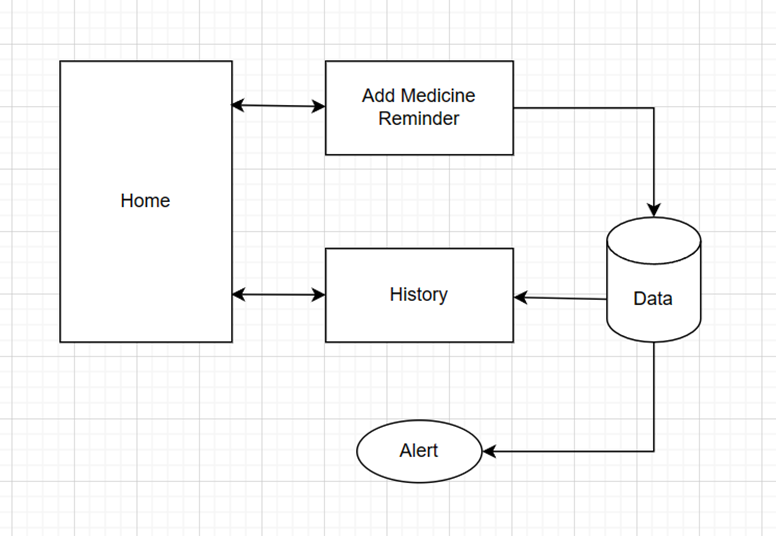 Add Medicine
Reminder
Home
History
Data
Alert